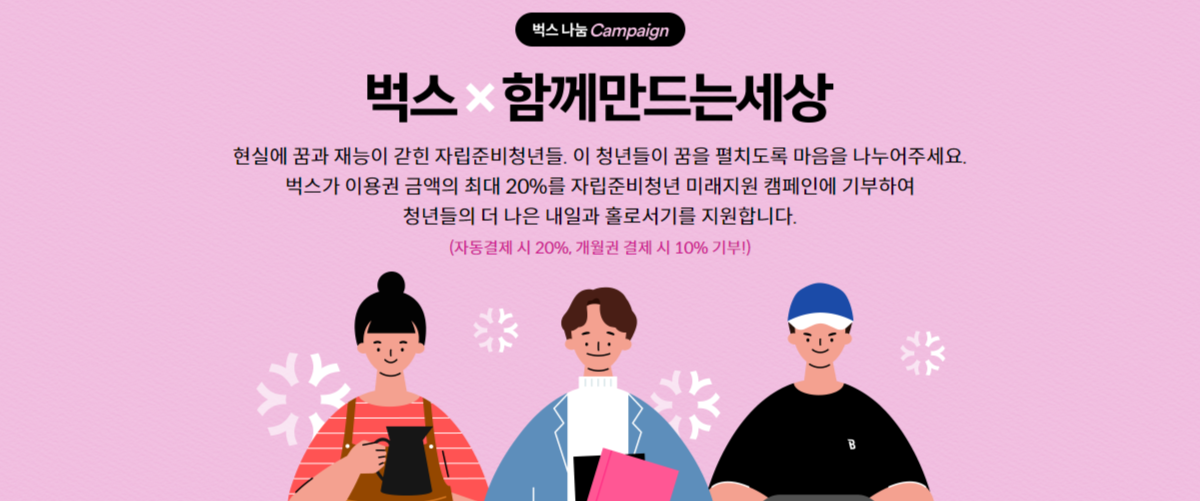 벅스 나눔 Campaign
벅스 × 함께만드는세상
현실에 꿈과 재능이 갇힌 자립준비청년들. 이 청년들이 꿈을 펼치도록 마음을 나누어주세요.
벅스가 이용권 금액의 최대 20%를 자립준비청년 미래지원 캠페인에 기부하여
청년들의 더 나은 내일과 홀로서기를 지원합니다.
(자동결제 시 20%, 개월권 결제 시 10% 기부!)
B